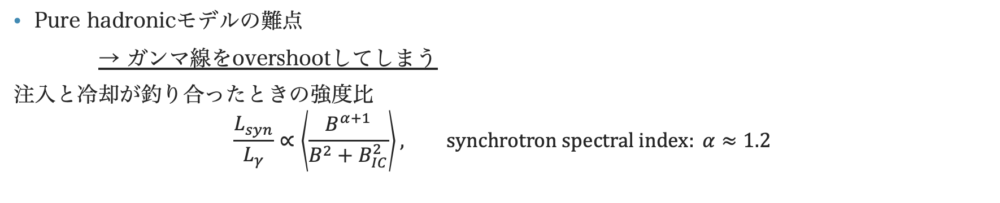 • Pure hadronicモデルの難点
→ ガンマ線をovershootしてしまう
注入と冷却が釣り合ったときの強度比
$\frac{L_{syn}}{L_{\gamma}} \propto \left\langle \frac{B^{\alpha+1}}{B^2 + B_{IC}^2} \right\rangle,$ synchrotron spectral index: $\alpha \approx 1.2$